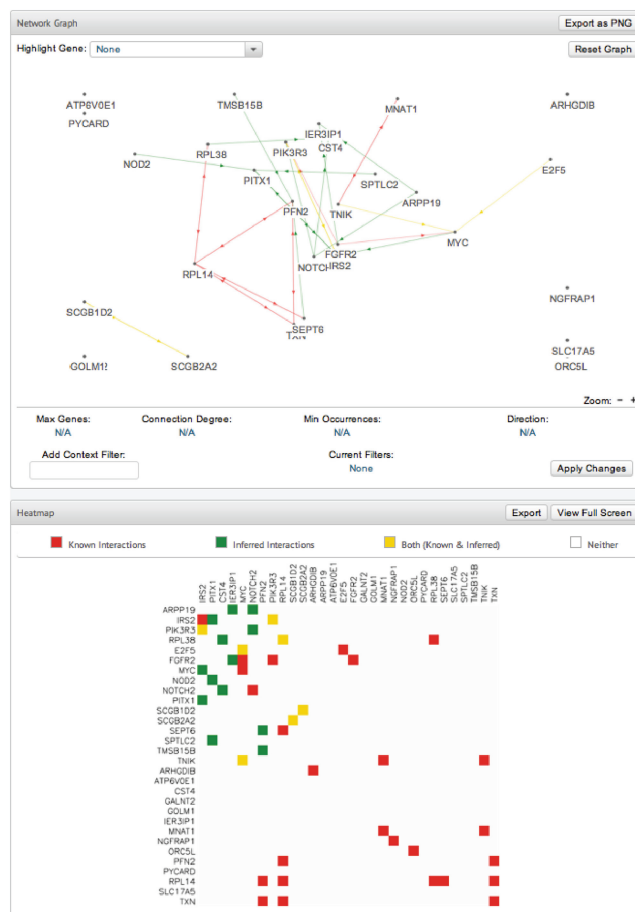 Network Graph
Export as PNG
Highlight Gene: None
Reset Graph
ATP6V0E1
TMSB15B
MNAT1
ARHGDIB
PYCARD
IER3IP1
RPL38
PIK3R3
CST4
NOD2
E2F5
PITX1
SPTLC2
ARPP19
PFN2
TNIK
MYC
FGFR2
NOTCH
IRS2
RPL14
NGFRAP1
SCGB1D2
SEPT6
SLC17A5
GOLM1
SCGB2A2
ORC5L
Zoom: − +
Max Genes: Connection Degree: Min Occurrences: Direction:
N/A N/A N/A N/A
Add Context Filter: Current Filters:
None
Apply Changes
Heatmap
Export
View Full Screen
Known Interactions Inferred Interactions Both (Known & Inferred) Neither
IRS2
PITX1
CST4
IER3IP1
MYC
NOTCH2
PFN2
PIK3R3
RPL14
SCGB1D2
SCGB2A2
ARHGDIB
ARPP19
ATP6V0E1
E2F5
FGFR2
GALNT2
GOLM1
MNAT1
NGFRAP1
NOD2
ORC5L
PYCARD
RPL38
SEPT6
SLC17A5
SPTLC2
TMSB15B
TNIK
TXN
ARPP19
IRS2
PIK3R3
RPL38
E2F5
FGFR2
MYC
NOD2
NOTCH2
PITX1
SCGB1D2
SCGB2A2
SEPT6
SPTLC2
TMSB15B
TNIK
ARHGDIB
ATP6V0E1
CST4
GALNT2
GOLM1
IER3IP1
MNAT1
NGFRAP1
ORC5L
PFN2
PYCARD
RPL14
SLC17A5
TXN